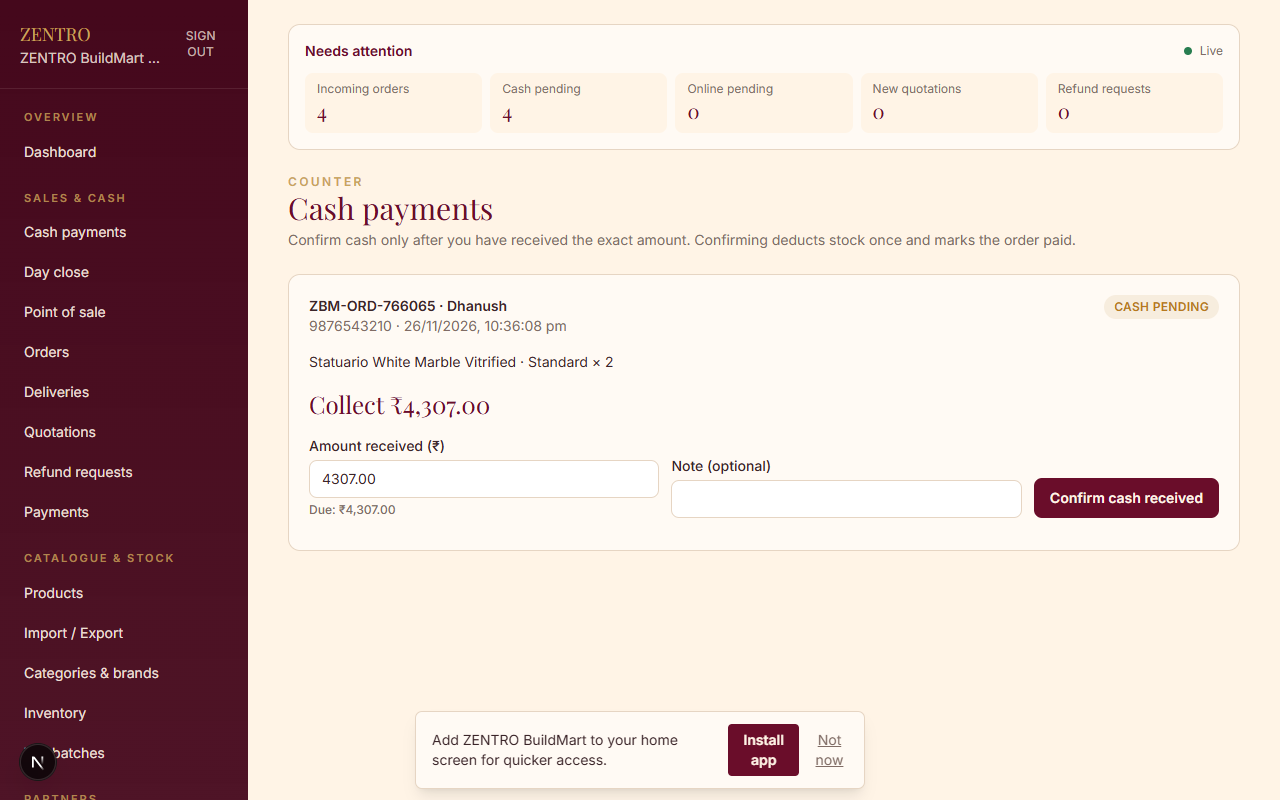 ZENTRO
ZENTRO BuildMart ...
SIGN
OUT
OVERVIEW
Dashboard
SALES & CASH
Cash payments
Day close
Point of sale
Orders
Deliveries
Quotations
Refund requests
Payments
CATALOGUE & STOCK
Products
Import / Export
Categories & brands
Inventory
batches
PARTNERS
Needs attention
Live
Incoming orders
4
Cash pending
4
Online pending
0
New quotations
0
Refund requests
0
COUNTER
Cash payments
Confirm cash only after you have received the exact amount. Confirming deducts stock once and marks the order paid.
ZBM-ORD-766065 · Dhanush
CASH PENDING
9876543210 · 26/11/2026, 10:36:08 pm
Statuario White Marble Vitrified · Standard × 2
Collect ₹4,307.00
Amount received (₹)
4307.00
Due: ₹4,307.00
Note (optional)
Confirm cash received
Add ZENTRO BuildMart to your home
screen for quicker access.
Install
app
Not
now
N